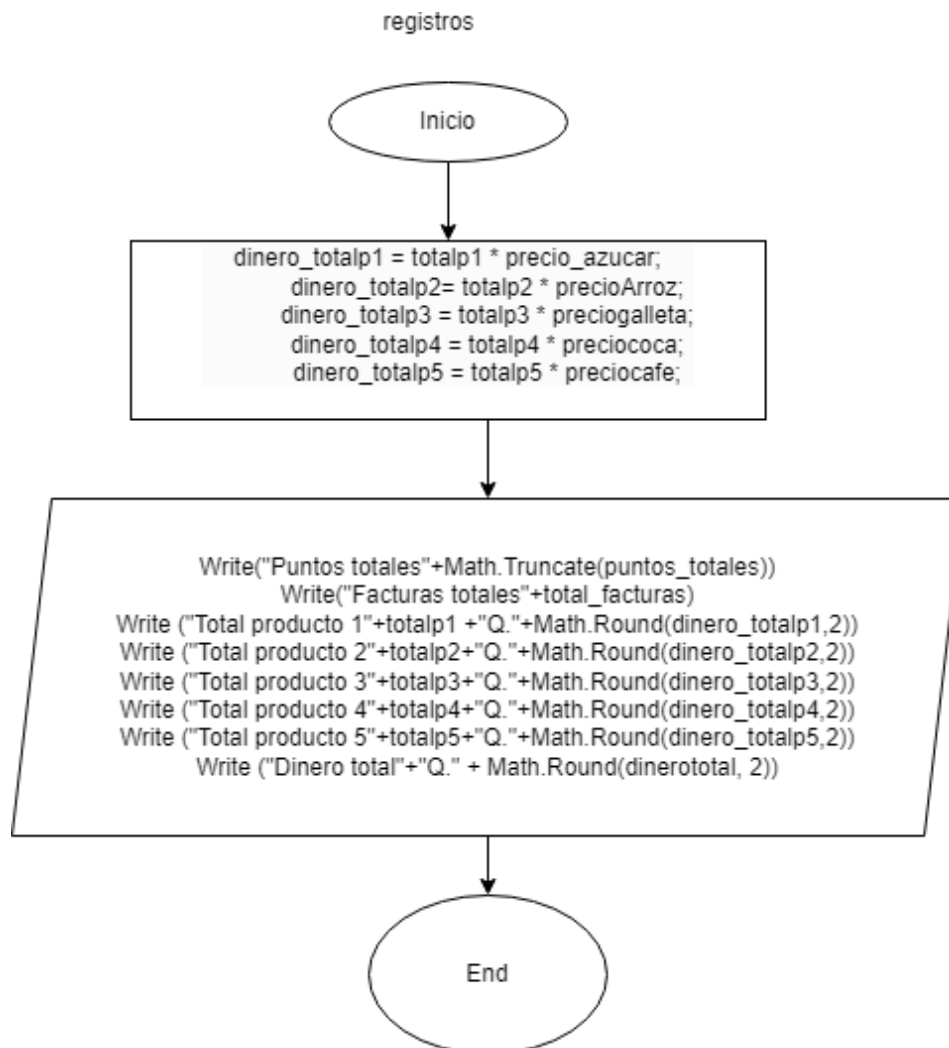 registros
Inicio
dinero_totalp1 = totalp1 * precio_azucar;
dinero_totalp2= totalp2 * precioArroz;
dinero_totalp3 = totalp3 * preciogalleta;
dinero_totalp4 = totalp4 * preciococa;
dinero_totalp5 = totalp5 * preciocafe;
Write("Puntos totales"+Math.Truncate(puntos_totales))
Write("Facturas totales"+total_facturas)
Write ("Total producto 1"+totalp1 +"Q."+Math.Round(dinero_totalp1,2))
Write ("Total producto 2"+totalp2+"Q."+Math.Round(dinero_totalp2,2))
Write ("Total producto 3"+totalp3+"Q."+Math.Round(dinero_totalp3,2))
Write ("Total producto 4"+totalp4+"Q."+Math.Round(dinero_totalp4,2))
Write ("Total producto 5"+totalp5+"Q."+Math.Round(dinero_totalp5,2))
Write ("Dinero total"+"Q." + Math.Round(dinerototal, 2))
End